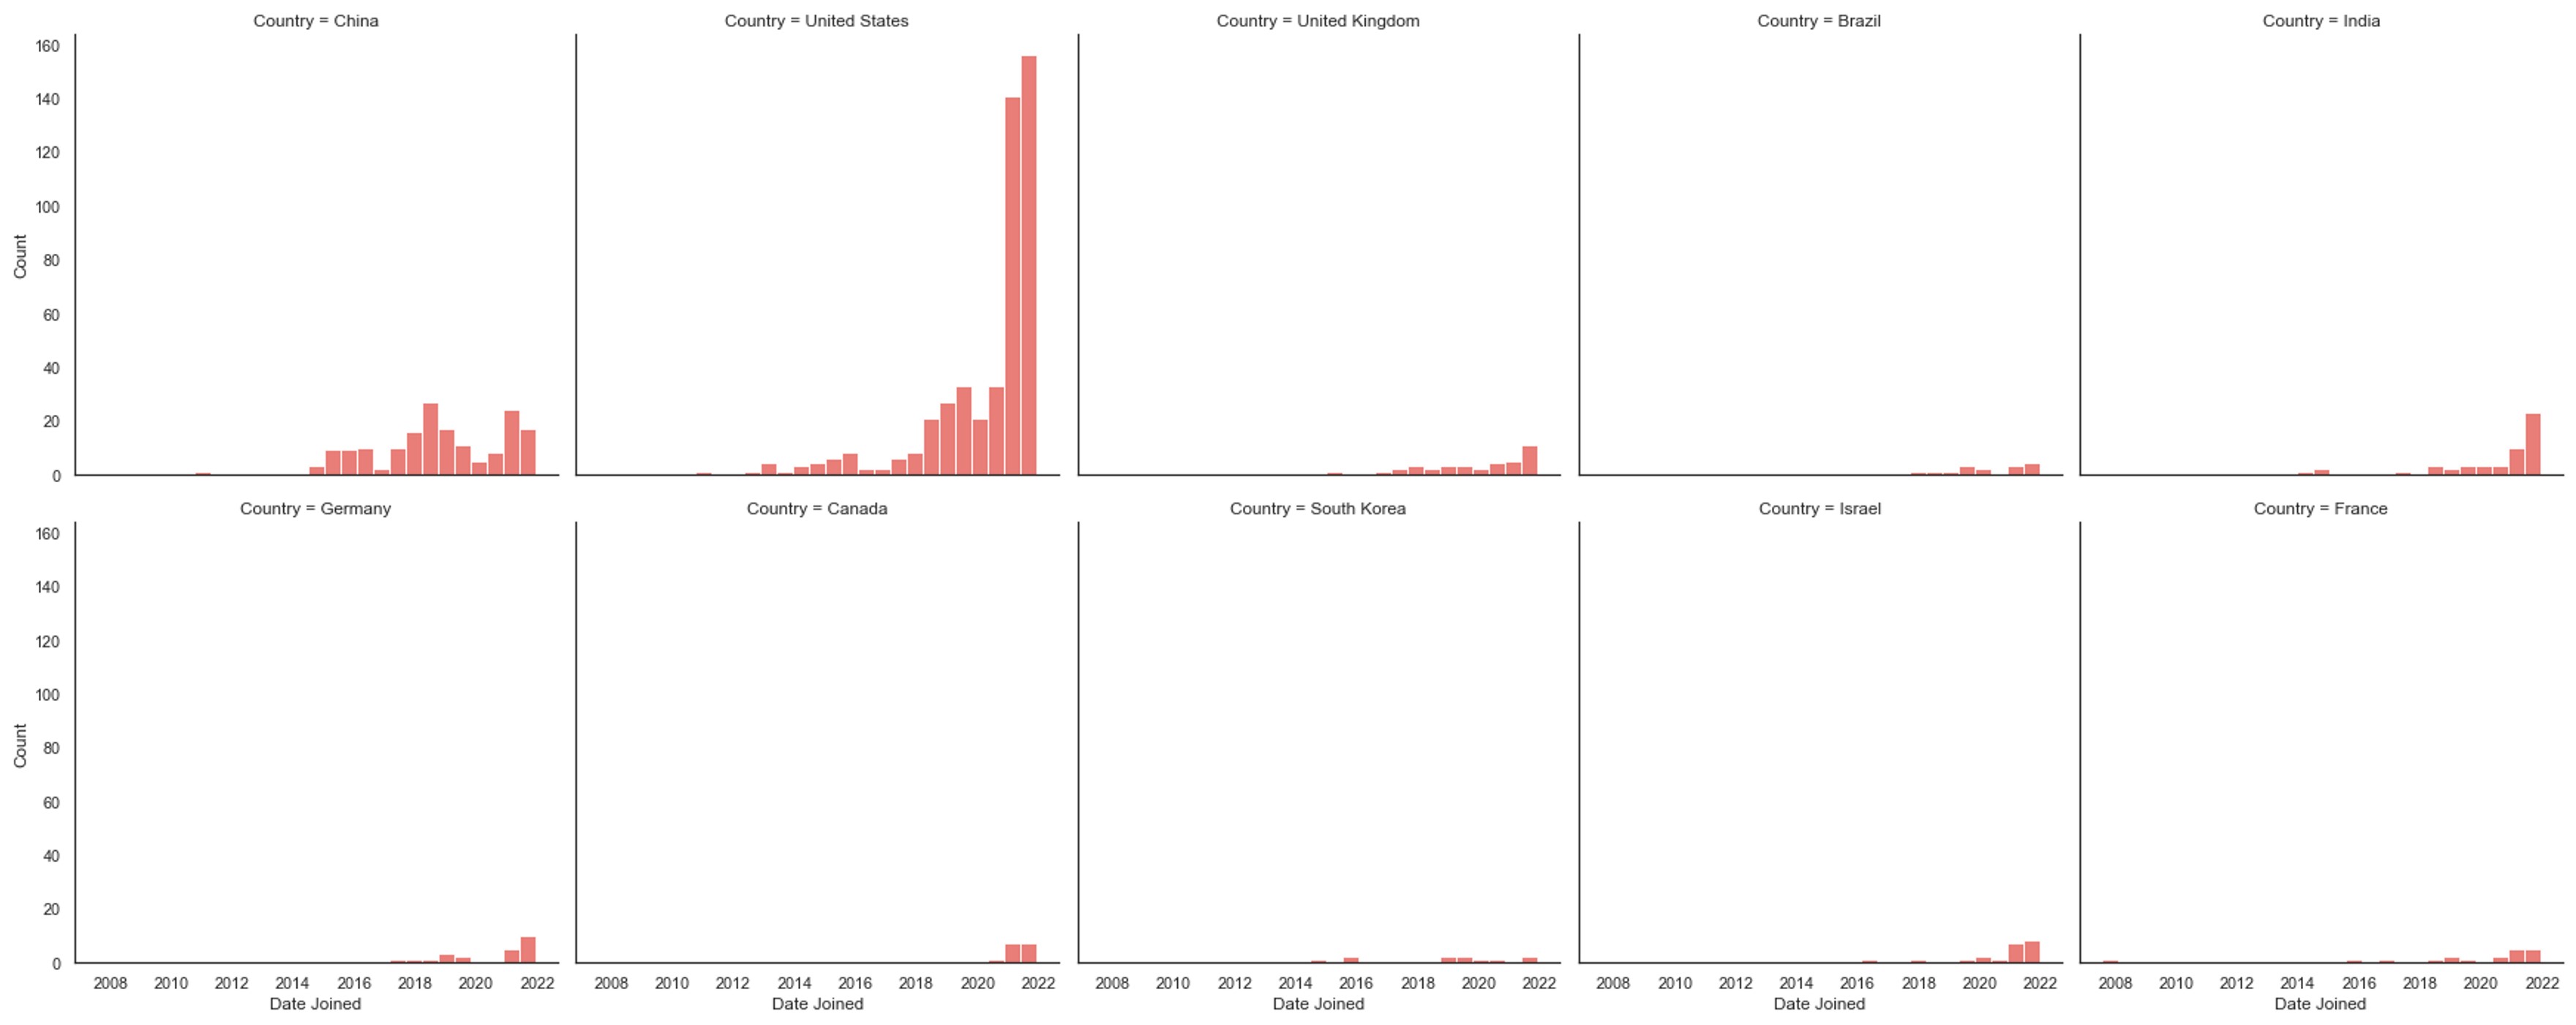 Country = China
Country = United States
Country = United Kingdom
Country = Brazil
Country = India
160
140
120
100
80
60
40
20
0
Count
Country = Germany
Country = Canada
Country = South Korea
Country = Israel
Country = France
160
140
120
100
80
60
40
20
0
Count
2008 2010 2012 2014 2016 2018 2020 2022
2008 2010 2012 2014 2016 2018 2020 2022
2008 2010 2012 2014 2016 2018 2020 2022
2008 2010 2012 2014 2016 2018 2020 2022
2008 2010 2012 2014 2016 2018 2020 2022
Date Joined
Date Joined
Date Joined
Date Joined
Date Joined